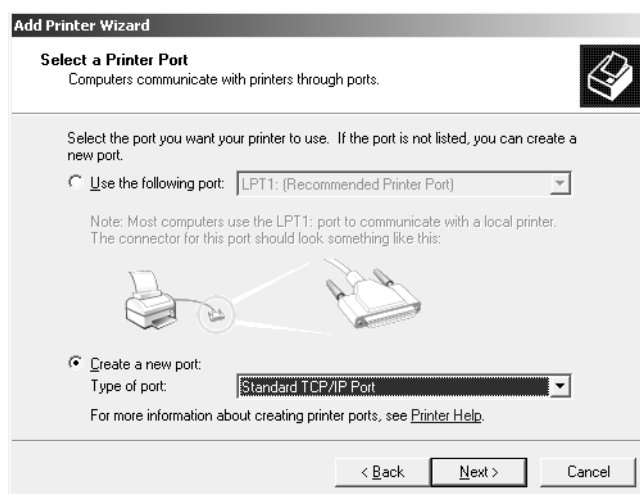 Add Printer Wizard
Select a Printer Port
Computers communicate with printers through ports.
Select the port you want your printer to use. If the port is not listed, you can create a
new port.
Use the following port: LPT1: (Recommended Printer Port)
Note: Most computers use the LPT1: port to communicate with a local printer.
The connector for this port should look something like this:
Create a new port:
Type of port: Standard TCP/IP Port
For more information about creating printer ports, see Printer Help.
< Back Next > Cancel